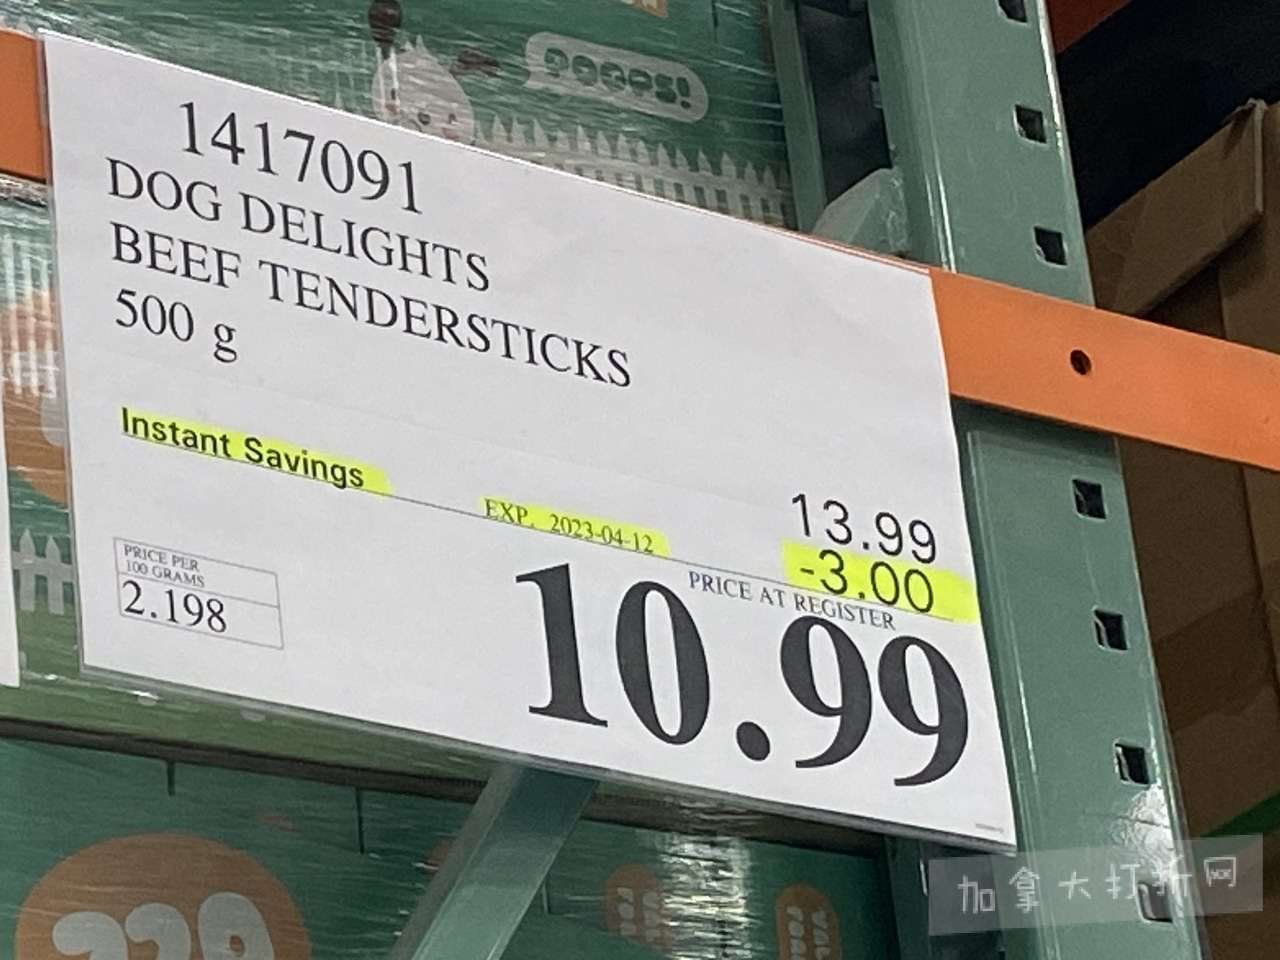 POOPS!
1417091
DOG DELIGHTS
BEEF TENDERSTICKS
500 g
Instant Savings
EXP. 2023-04-12
13.99
-3.00
PRICE PER
100 GRAMS
2.198
PRICE AT REGISTER
10.99
加拿大打折网